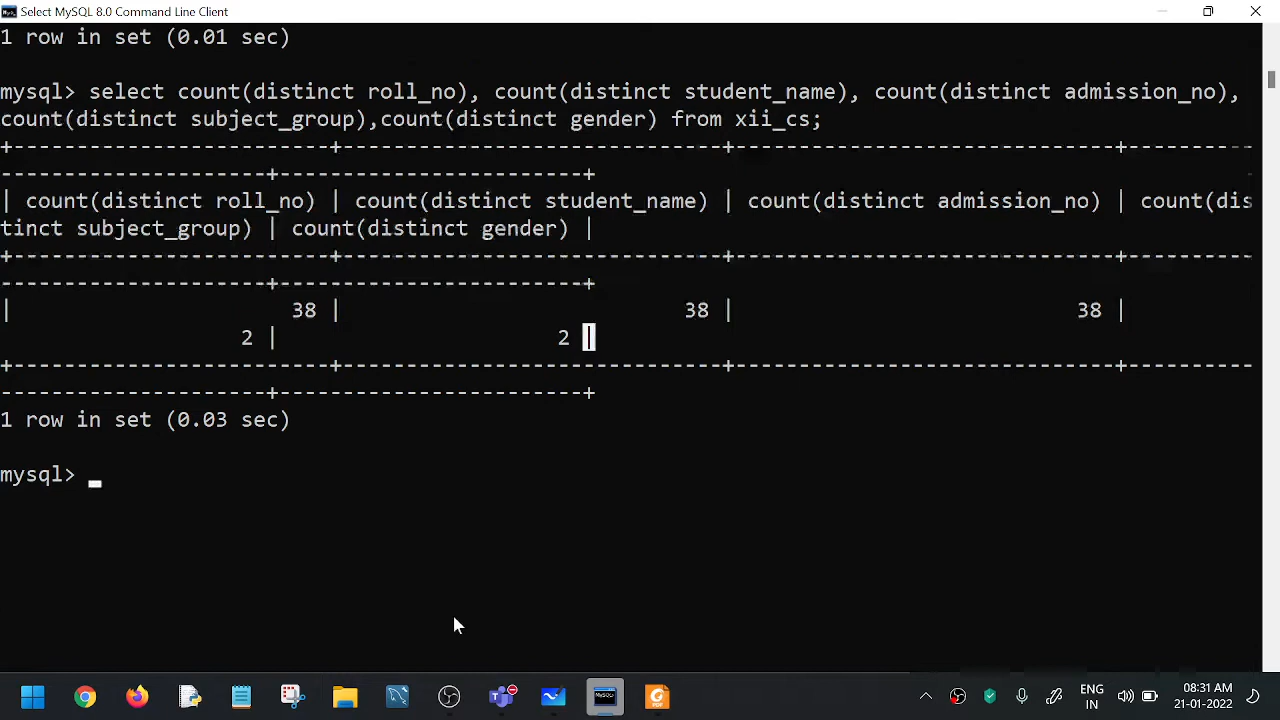 Select MySQL 8.0 Command Line Client
1 row in set (0.01 sec)
mysql> select count(distinct roll_no), count(distinct student_name), count(distinct admission_no),
count(distinct subject_group),count(distinct gender) from xii_cs;
+-------------------------+------------------------------+------------------------------+----------
---------------------+------------------------+
| count(distinct roll_no) | count(distinct student_name) | count(distinct admission_no) | count(dis
tinct subject_group) | count(distinct gender) |
+-------------------------+------------------------------+------------------------------+----------
---------------------+------------------------+
| 38 | 38 | 38 |
2 | 2 |
+-------------------------+------------------------------+------------------------------+----------
---------------------+------------------------+
1 row in set (0.03 sec)
mysql> _
ENG 08:31 AM
IN 21-01-2022